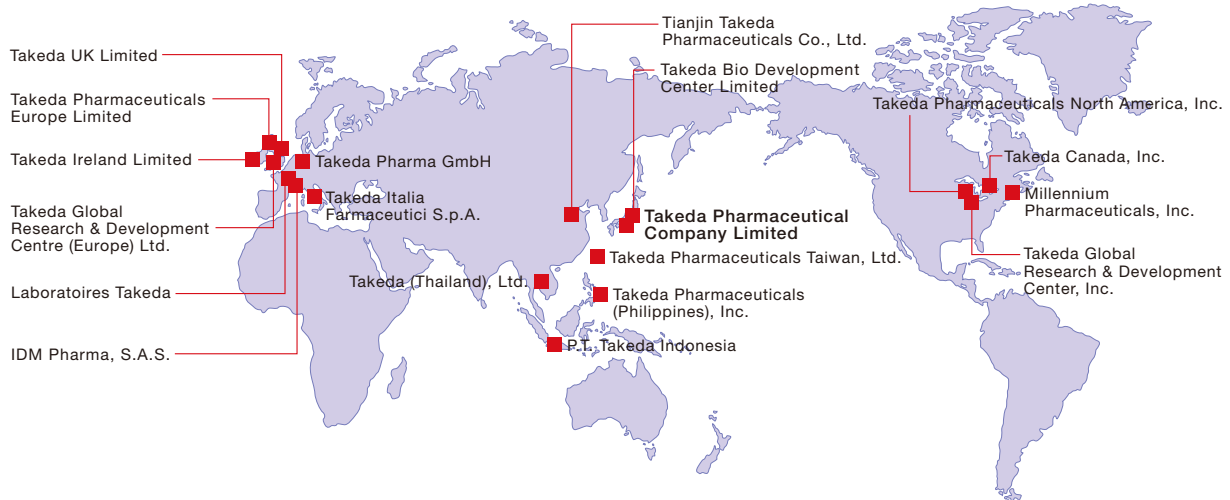 Takeda UK Limited
Takeda Pharmaceuticals
Europe Limited
Takeda Ireland Limited
Takeda Global
Research & Development
Centre (Europe) Ltd.
Laboratoires Takeda
IDM Pharma, S.A.S.
Takeda Pharma GmbH
Takeda Italia
Farmaceutici S.p.A.
Tianjin Takeda
Pharmaceuticals Co., Ltd.
Takeda Bio Development
Center Limited
Takeda Pharmaceutical
Company Limited
Takeda Pharmaceuticals Taiwan, Ltd.
Takeda (Thailand), Ltd.
Takeda Pharmaceuticals
(Philippines), Inc.
P.T. Takeda Indonesia
Takeda Pharmaceuticals North America, Inc.
Takeda Canada, Inc.
Millennium
Pharmaceuticals, Inc.
Takeda Global
Research & Development
Center, Inc.